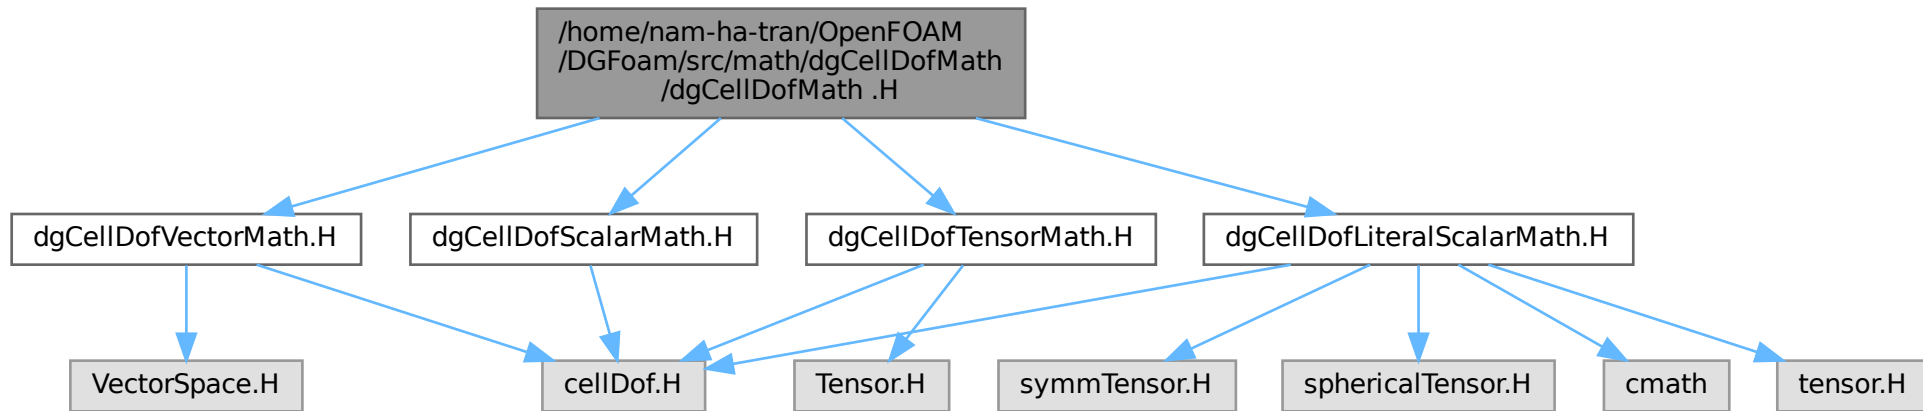 /home/nam-ha-tran/OpenFOAM
/DGFoam/src/math/dgCellDofMath
/dgCellDofMath .H
dgCellDofVectorMath.H
dgCellDofScalarMath.H
dgCellDofTensorMath.H
dgCellDofLiteralScalarMath.H
VectorSpace.H
cellDof.H
Tensor.H
symmTensor.H
sphericalTensor.H
cmath
tensor.H